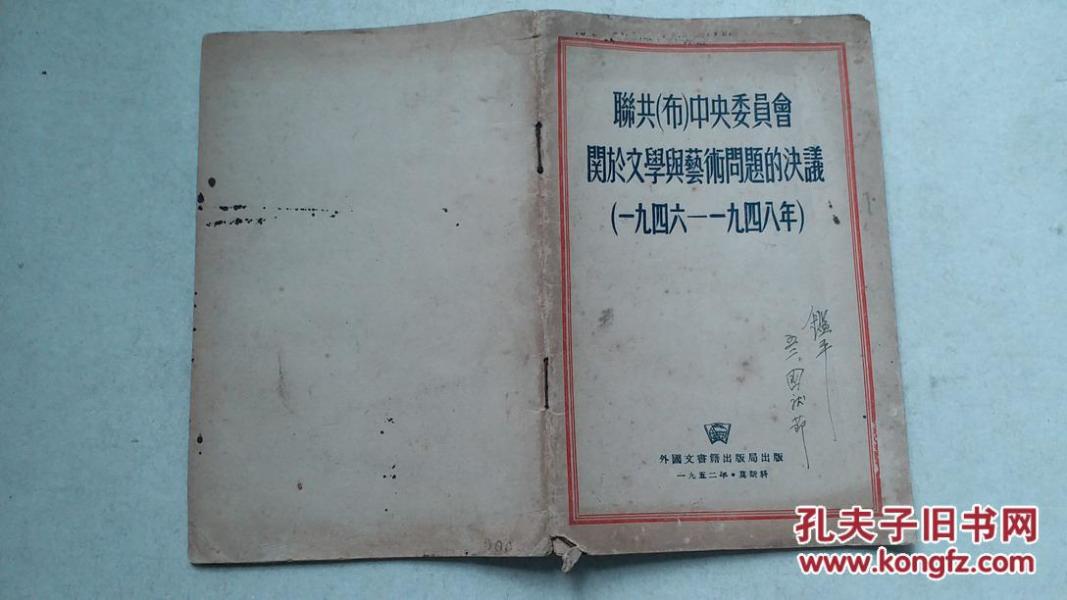 聯共(布)中央委員會
関於文學與藝術問題的決議
(一九四六—一九四八年)
外國文書籍出版局出版
一九五二年・莫斯科
孔夫子旧书网
www.kongfz.com